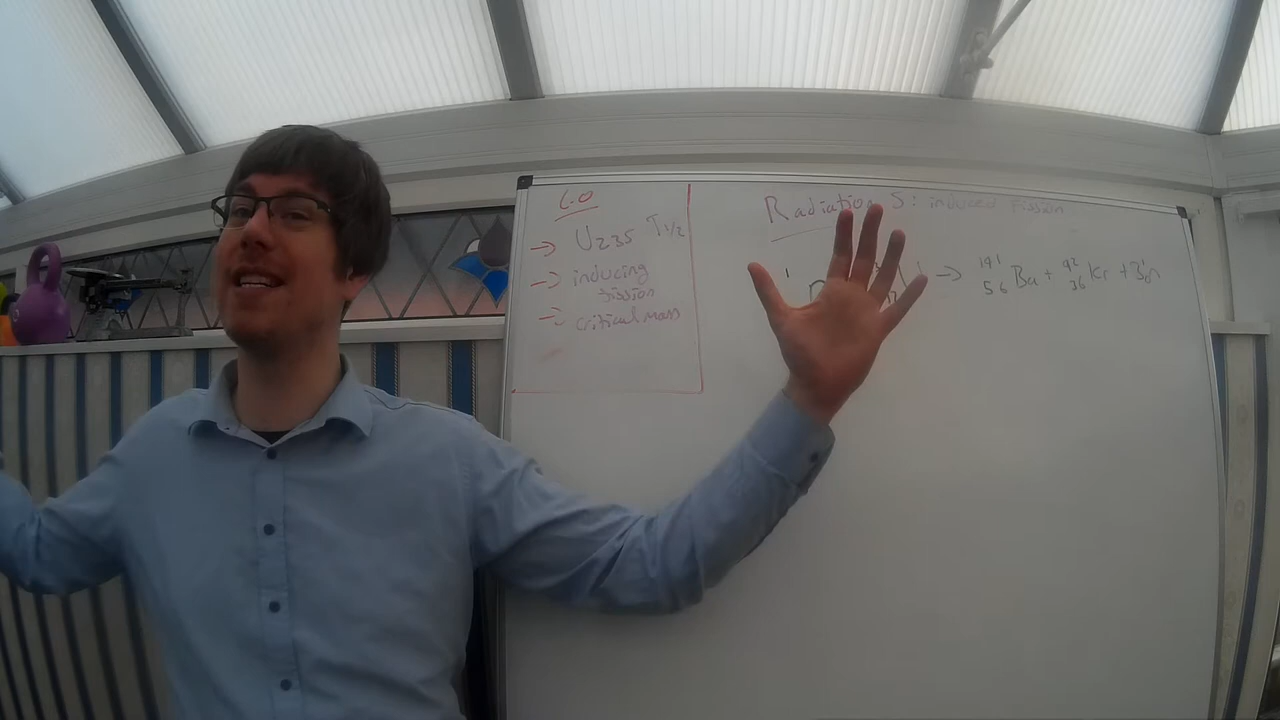 L.O
→ U235 T1/2
→ inducing
fission
→ critical mass
Radiation 5: induced fission
1 n → 141 56 Ba + 92 36 Kr + 3 1 0 n